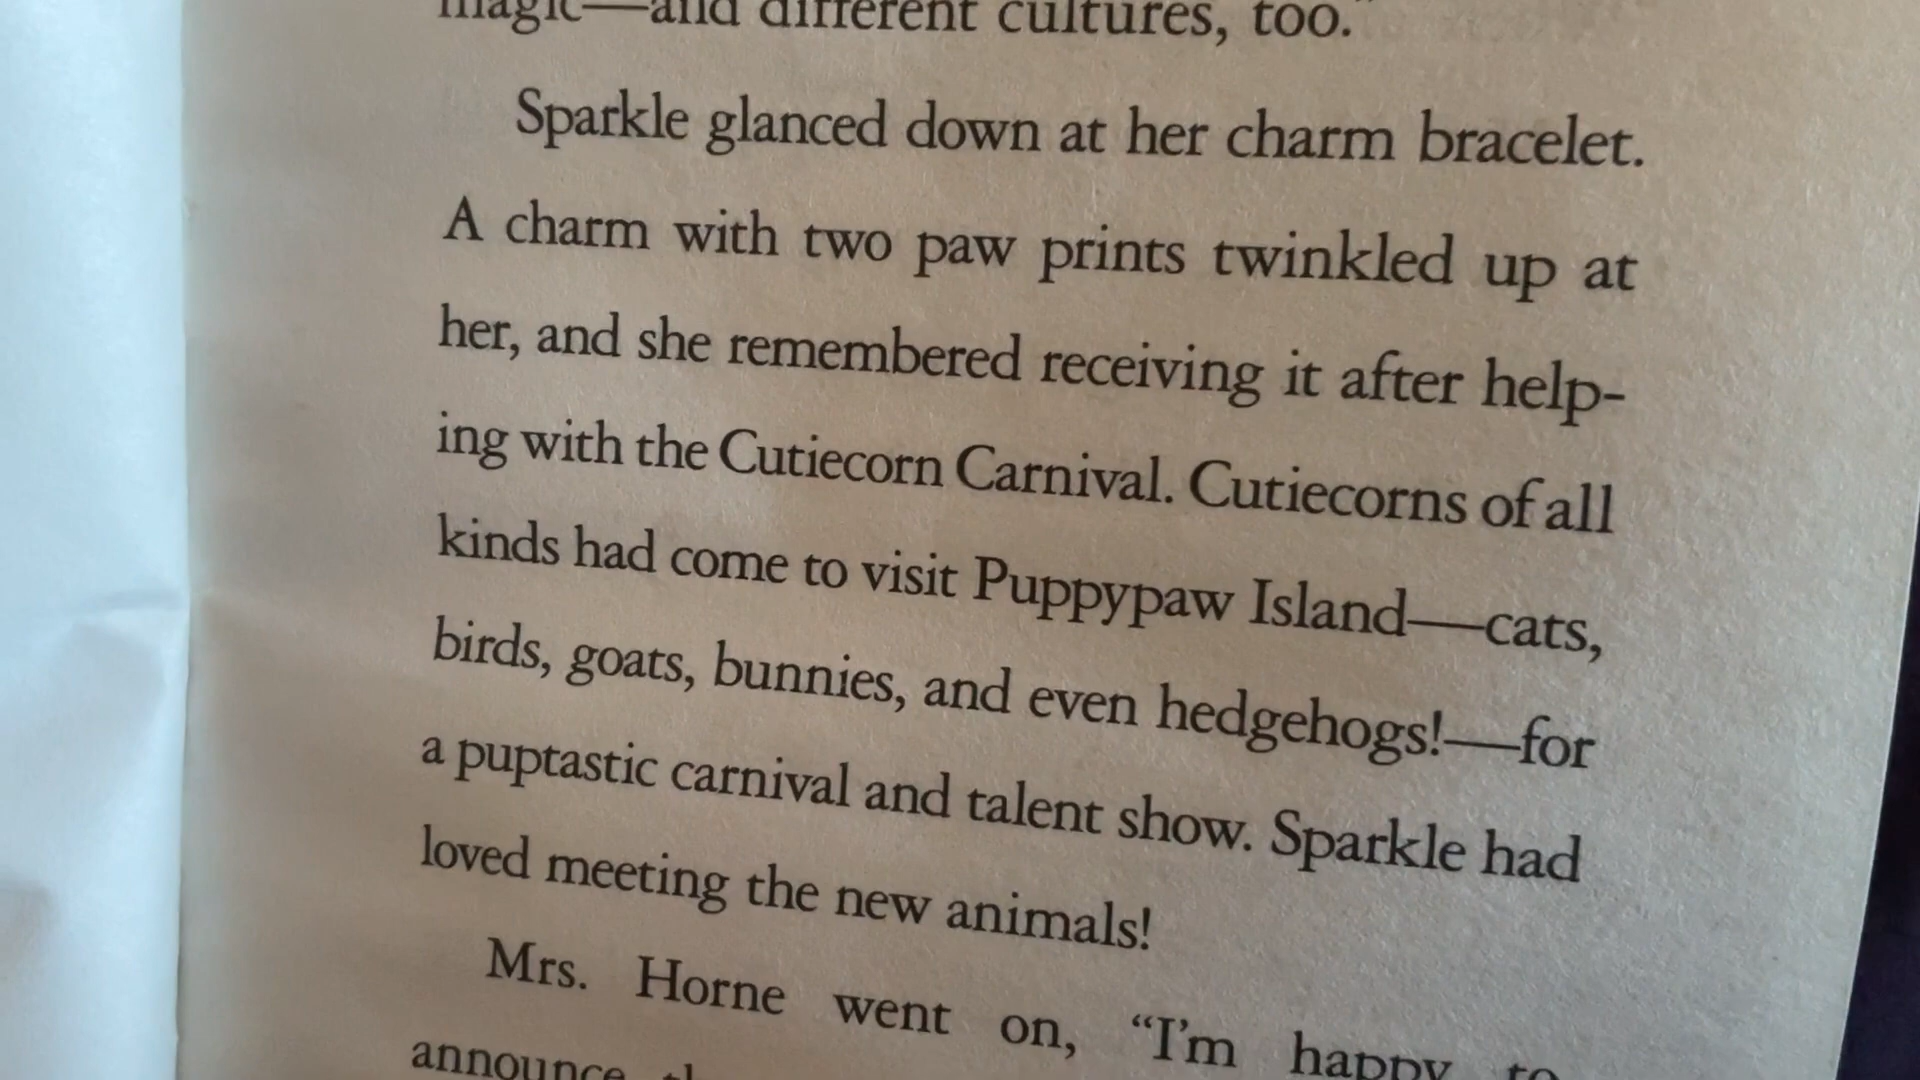 magic—and different cultures, too."
Sparkle glanced down at her charm bracelet.
A charm with two paw prints twinkled up at
her, and she remembered receiving it after help-
ing with the Cutiecorn Carnival. Cutiecorns of all
kinds had come to visit Puppypaw Island—cats,
birds, goats, bunnies, and even hedgehogs!—for
a puptastic carnival and talent show. Sparkle had
loved meeting the new animals!
Mrs. Horne went on, “I’m happy to
announce